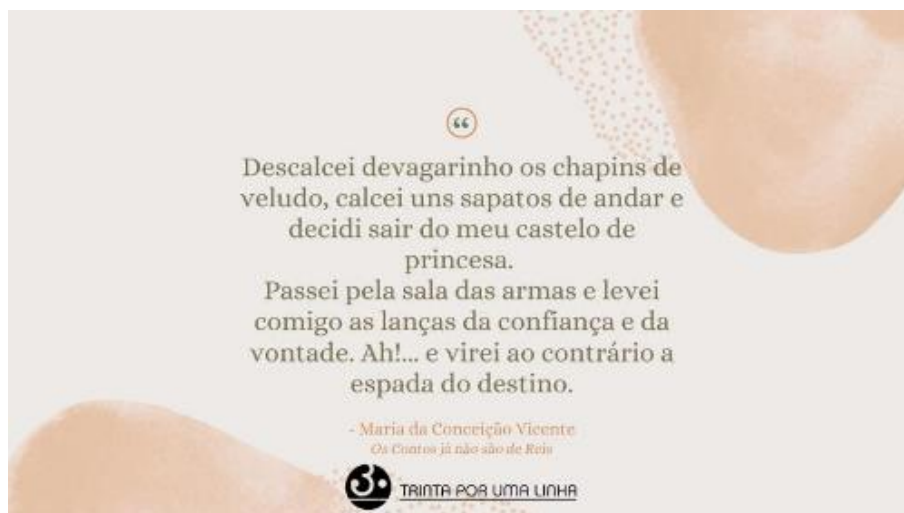 “
Descalcei devagarinho os chapins de
veludo, calcei uns sapatos de andar e
decidi sair do meu castelo de
princesa.
Passei pela sala das armas e levei
comigo as lanças da confiança e da
vontade. Ah!... e virei ao contrário a
espada do destino.
- Maria da Conceição Vicente
Os Contos já não são de Reis
3.
TRINTA POR UMA LINHA